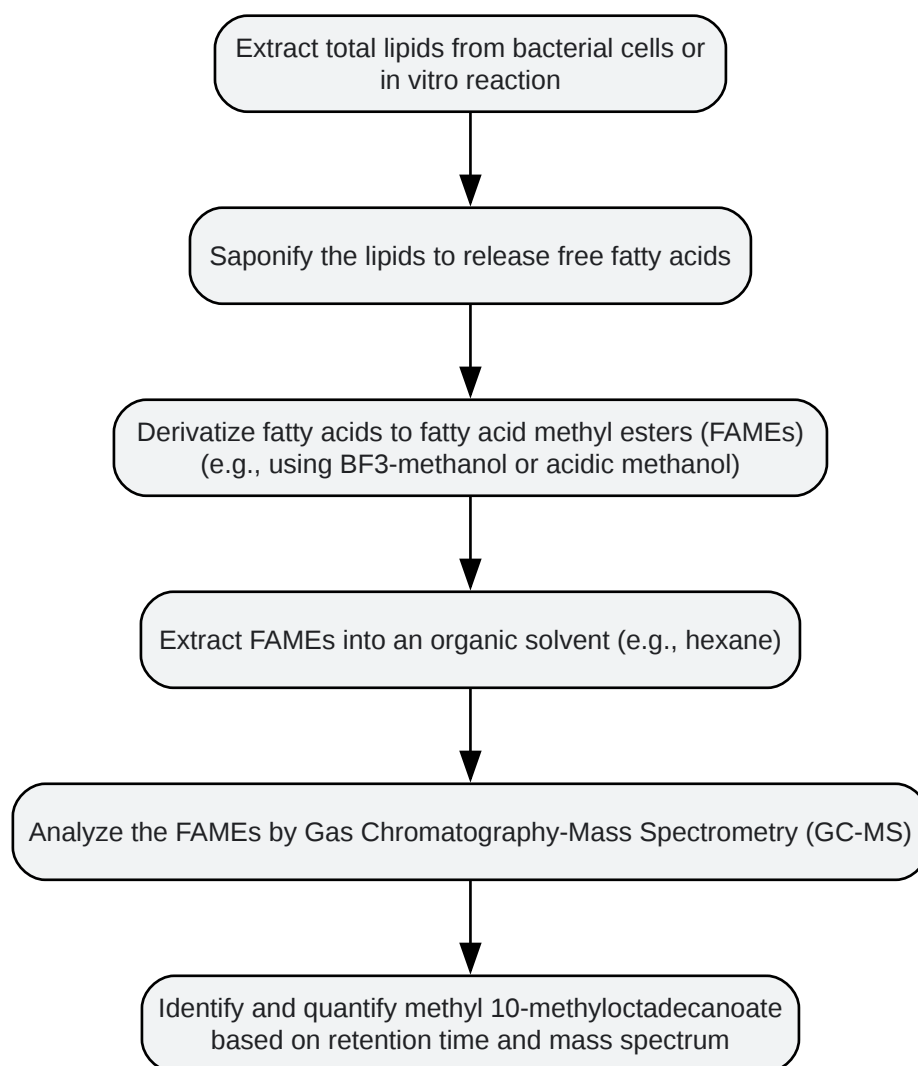 Extract total lipids from bacterial cells or
in vitro reaction
Saponify the lipids to release free fatty acids
Derivatize fatty acids to fatty acid methyl esters (FAMEs)
(e.g., using BF3-methanol or acidic methanol)
Extract FAMEs into an organic solvent (e.g., hexane)
Analyze the FAMEs by Gas Chromatography-Mass Spectrometry (GC-MS)
Identify and quantify methyl 10-methyloctadecanoate
based on retention time and mass spectrum